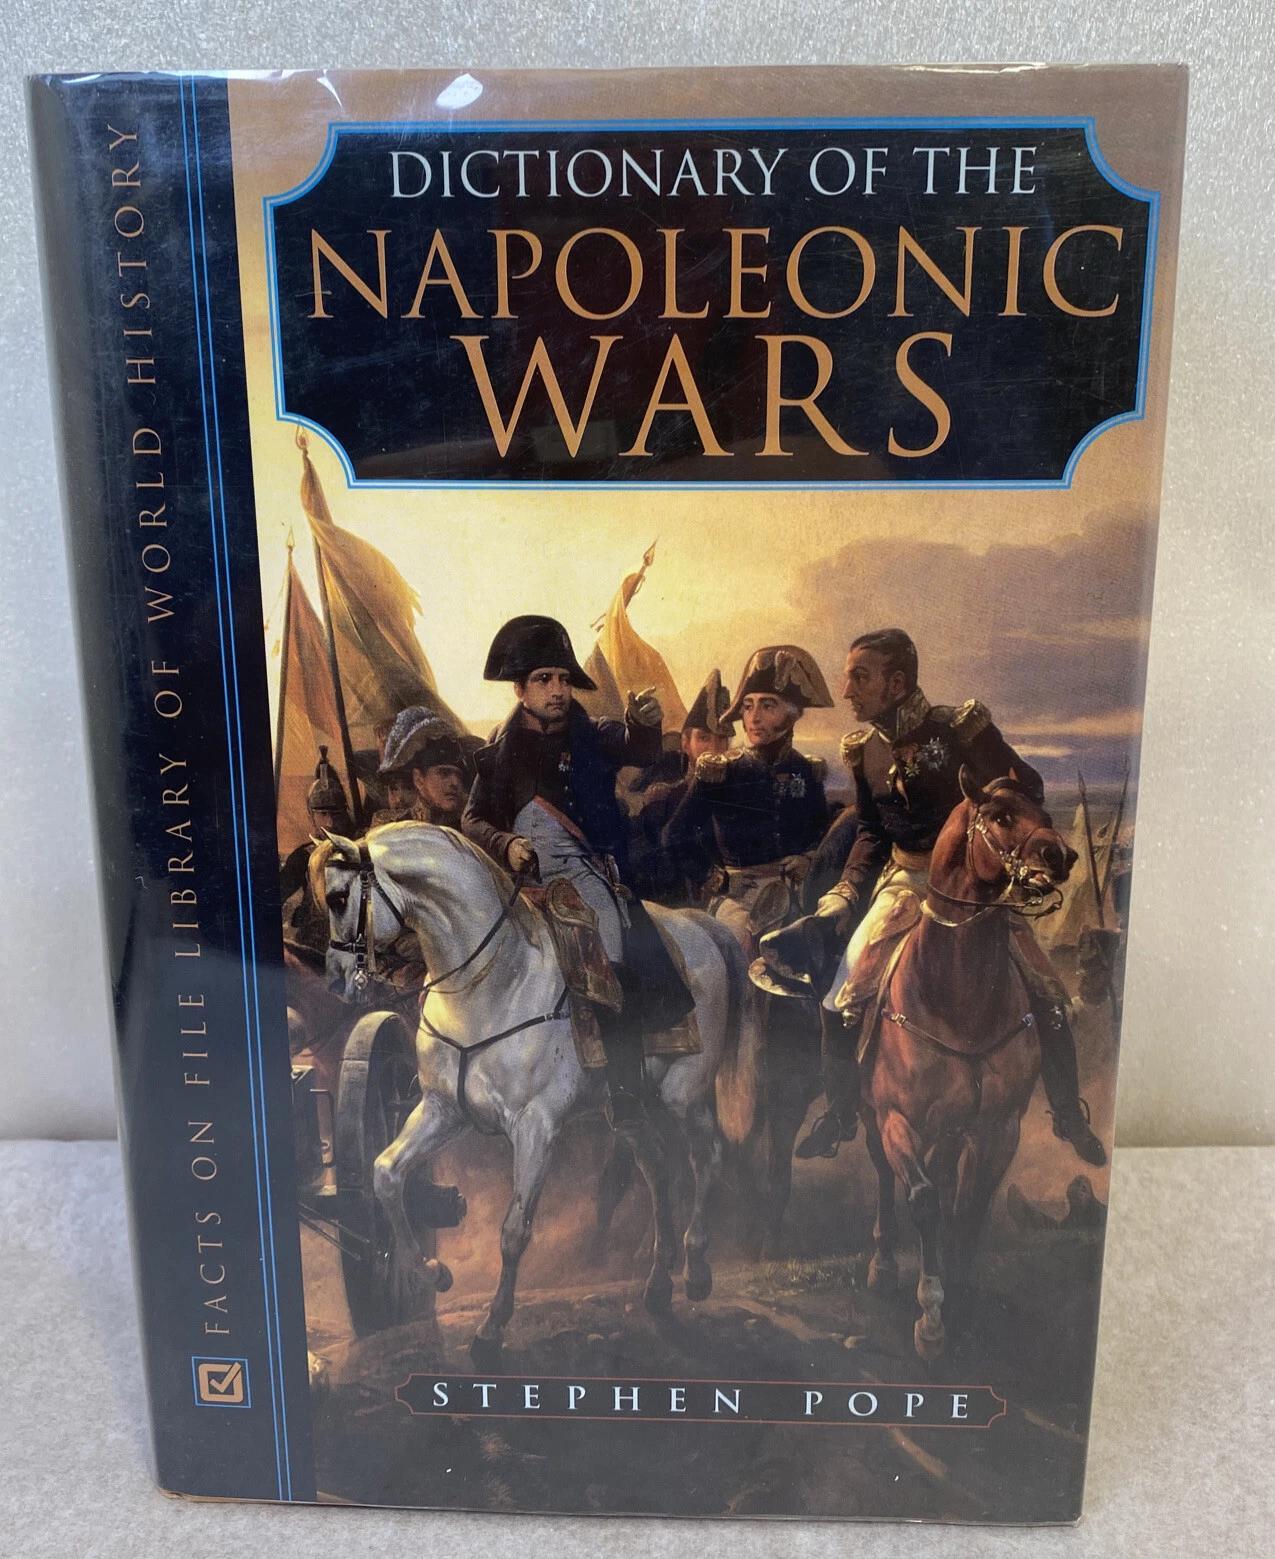 DICTIONARY OF THE
NAPOLEONIC
WARS
STEPHEN POPE
FACTS ON FILE LIBRARY OF WORLD HISTORY